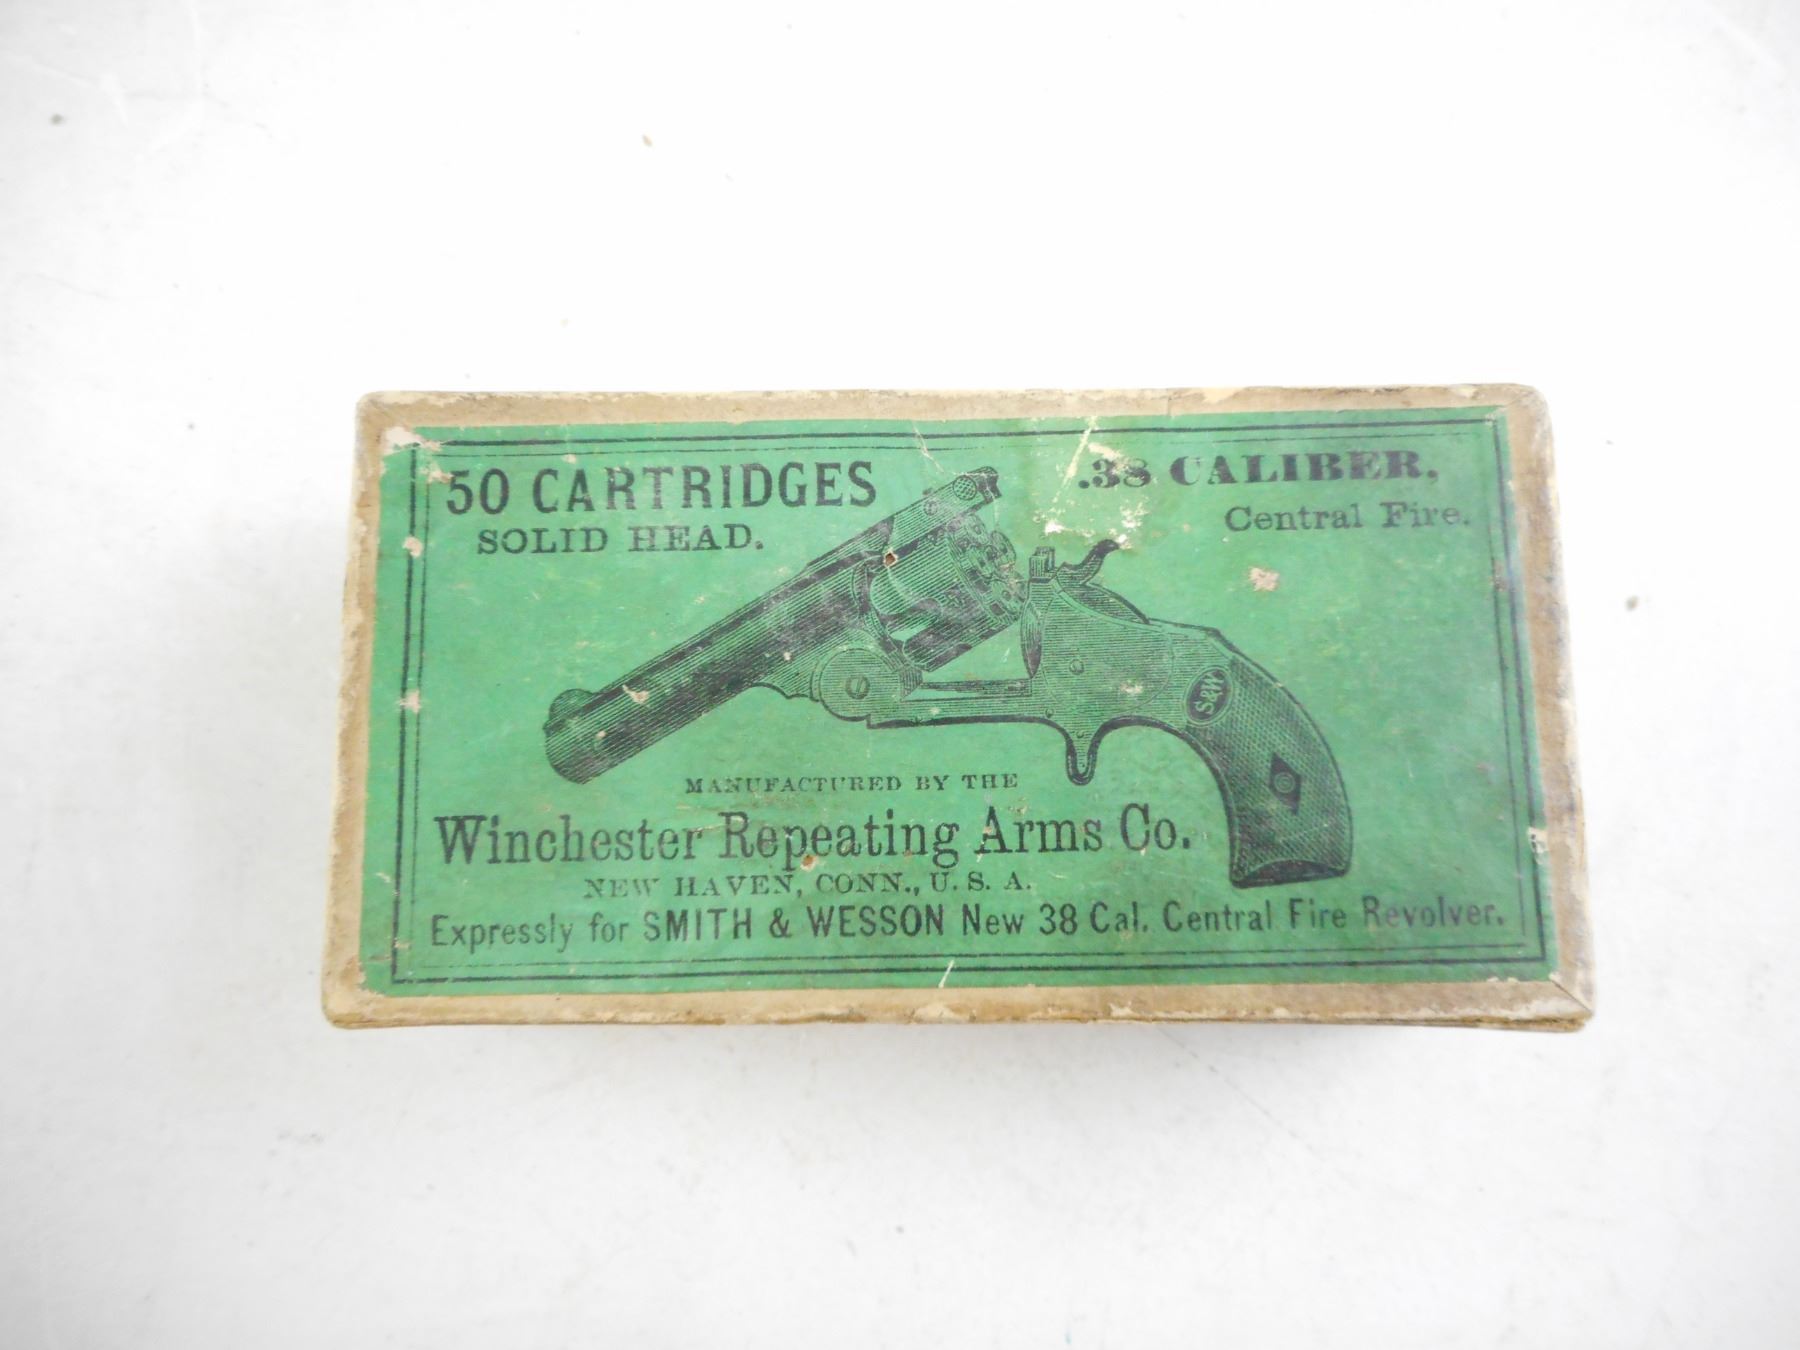 50 CARTRIDGES
SOLID HEAD.
.38 CALIBER,
Central Fire.
S&W
MANUFACTURED BY THE
Winchester Repeating Arms Co.
NEW HAVEN, CONN., U. S. A.
Expressly for SMITH & WESSON New 38 Cal. Central Fire Revolver.